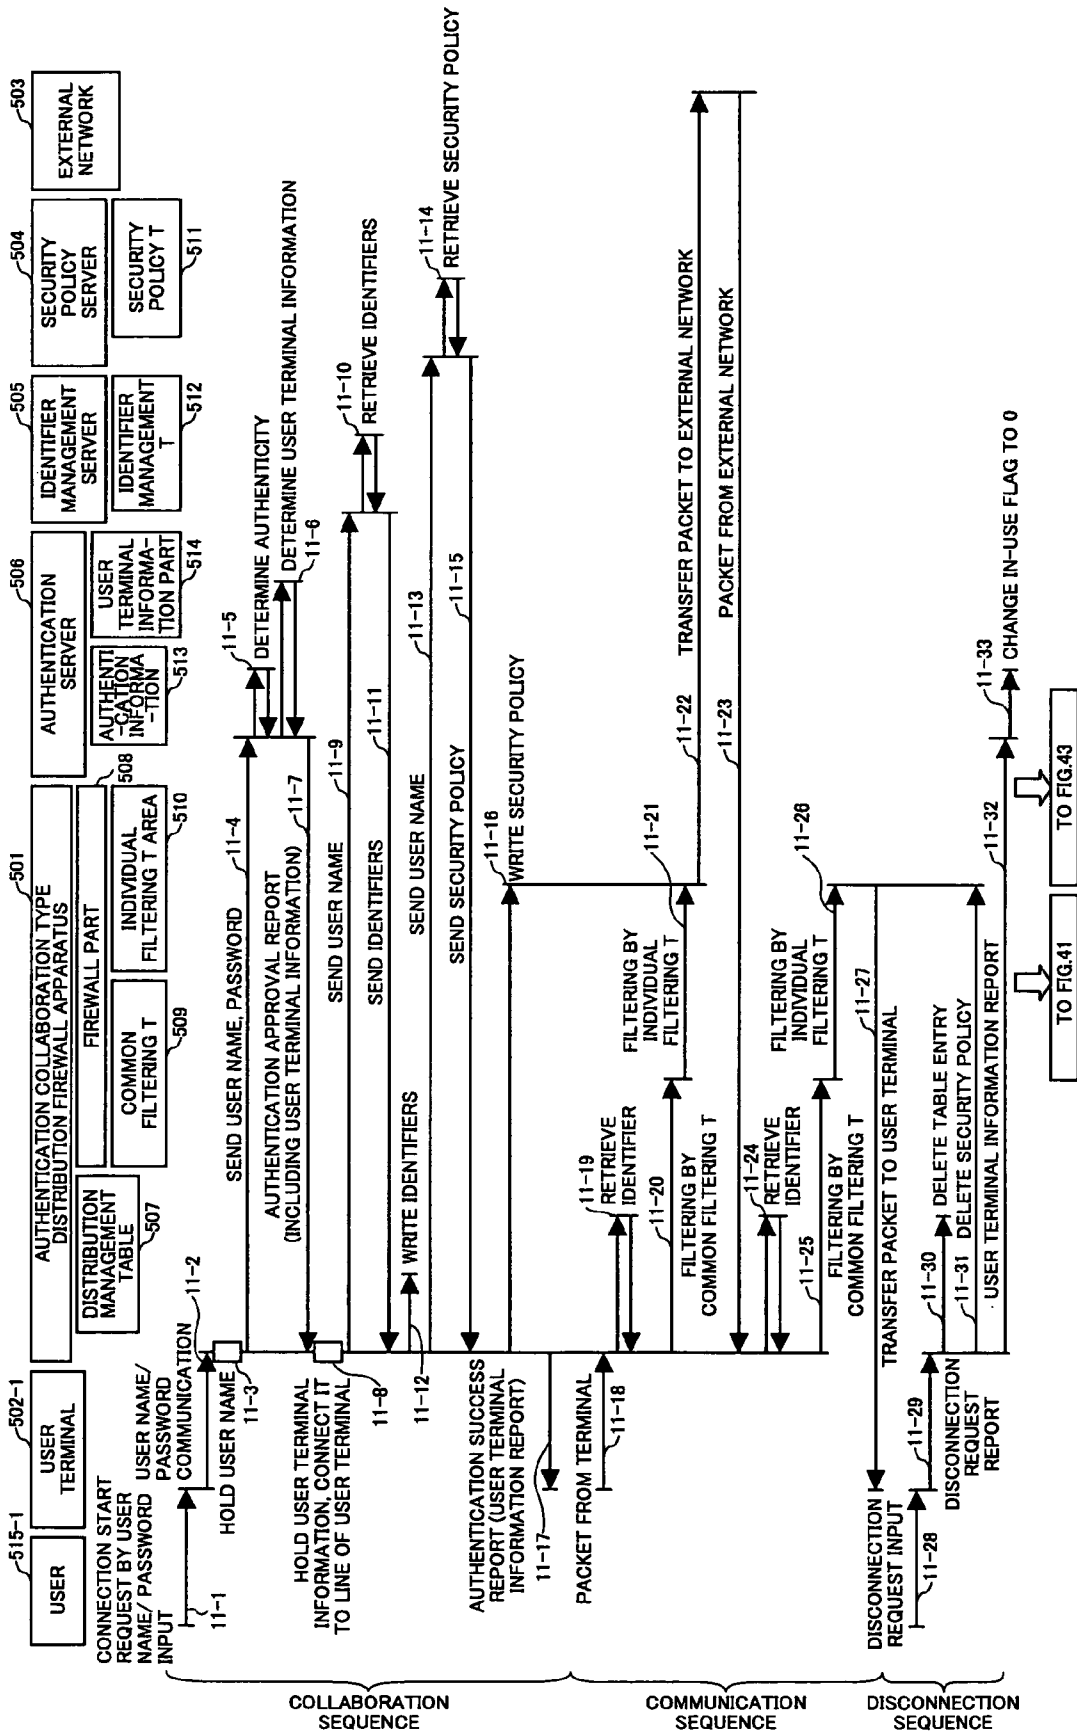 515-1
USER
502-1
USER
TERMINAL
501
AUTHENTICATION COLLABORATION TYPE
DISTRIBUTION FIREWALL APPARATUS
DISTRIBUTION
MANAGEMENT
TABLE
507
FIREWALL PART
508
COMMON
FILTERING T
509
INDIVIDUAL
FILTERING T AREA
510
506
AUTHENTICATION
SERVER
AUTHENTI
-CATION
INFORMA
-TION
513
USER
TERMINAL
INFORMA-
TION PART
514
505
IDENTIFIER
MANAGEMENT
SERVER
IDENTIFIER
MANAGEMENT
T
512
504
SECURITY
POLICY
SERVER
SECURITY
POLICY T
511
503
EXTERNAL
NETWORK
CONNECTION START
REQUEST BY USER
NAME/ PASSWORD
INPUT
11-1
USER NAME/
PASSWORD
COMMUNICATION
11-2
HOLD USER NAME
11-3
SEND USER NAME, PASSWORD
11-4
11-5
DETERMINE AUTHENTICITY
DETERMINE USER TERMINAL INFORMATION
11-6
AUTHENTICATION APPROVAL REPORT
(INCLUDING USER TERMINAL INFORMATION)
11-7
HOLD USER TERMINAL
INFORMATION, CONNECT IT
TO LINE OF USER TERMINAL
11-8
SEND USER NAME
11-9
11-10
RETRIEVE IDENTIFIERS
SEND IDENTIFIERS
11-11
WRITE IDENTIFIERS
11-12
SEND USER NAME
11-13
11-14
RETRIEVE SECURITY POLICY
SEND SECURITY POLICY
11-15
11-16
WRITE SECURITY POLICY
AUTHENTICATION SUCCESS
REPORT (USER TERMINAL
INFORMATION REPORT)
11-17
PACKET FROM TERMINAL
11-18
11-19
RETRIEVE
IDENTIFIER
11-20
FILTERING BY
COMMON FILTERING T
FILTERING BY
INDIVIDUAL
FILTERING T
11-21
11-22
TRANSFER PACKET TO EXTERNAL NETWORK
11-23
PACKET FROM EXTERNAL NETWORK
11-24
RETRIEVE
IDENTIFIER
11-25
FILTERING BY
COMMON FILTERING T
FILTERING BY
INDIVIDUAL
FILTERING T
11-26
11-27
TRANSFER PACKET TO USER TERMINAL
DISCONNECTION
REQUEST INPUT
11-28
11-29
DISCONNECTION
REQUEST
REPORT
11-30
DELETE TABLE ENTRY
11-31
DELETE SECURITY POLICY
USER TERMINAL INFORMATION REPORT
11-32
11-33
CHANGE IN-USE FLAG TO 0
COLLABORATION
SEQUENCE
COMMUNICATION
SEQUENCE
DISCONNECTION
SEQUENCE
TO FIG.41
TO FIG.43